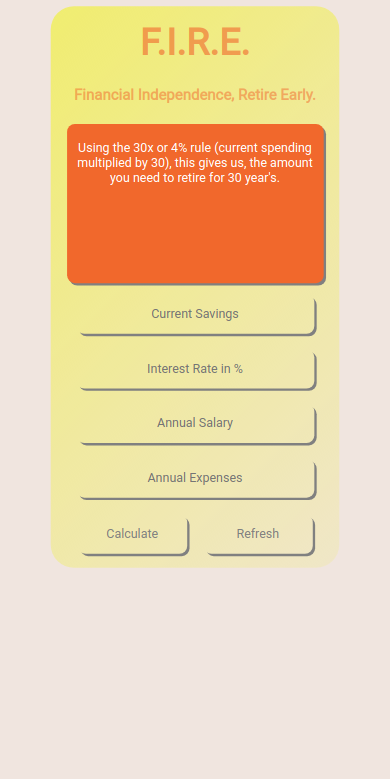 F.I.R.E.
Financial Independence, Retire Early.
Using the 30x or 4% rule (current spending
multiplied by 30), this gives us, the amount
you need to retire for 30 year's.
Current Savings
Interest Rate in %
Annual Salary
Annual Expenses
Calculate
Refresh